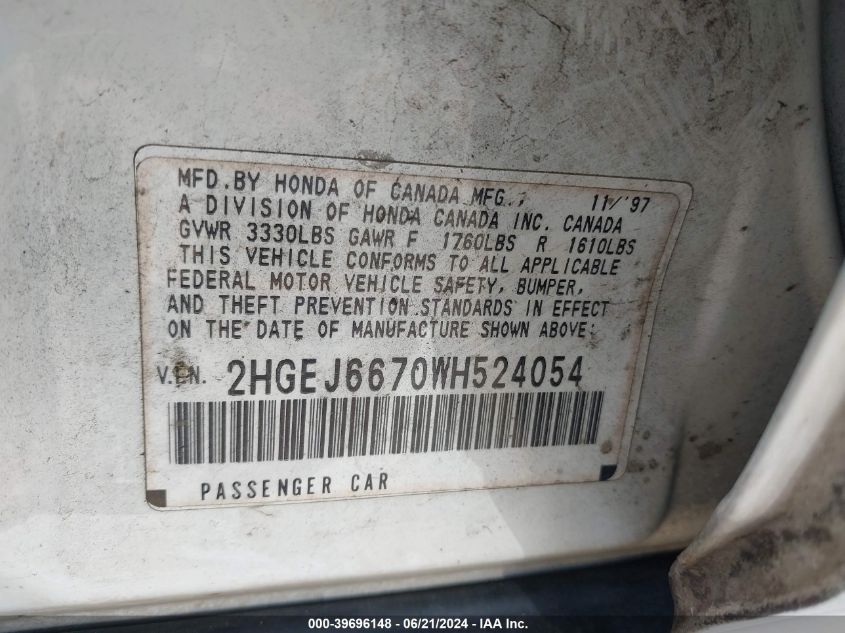 MFD. BY HONDA OF CANADA MFG., 11/'97
A DIVISION OF HONDA CANADA INC. CANADA
GVWR 3330LBS GAWR F 1760LBS R 1610LBS
THIS VEHICLE CONFORMS TO ALL APPLICABLE
FEDERAL MOTOR VEHICLE SAFETY, BUMPER,
AND THEFT PREVENTION STANDARDS IN EFFECT
ON THE DATE OF MANUFACTURE SHOWN ABOVE:
V.I.N. 2HGEJ6670WH524054
PASSENGER CAR
000-39696148 - 06/21/2024 - IAA Inc.